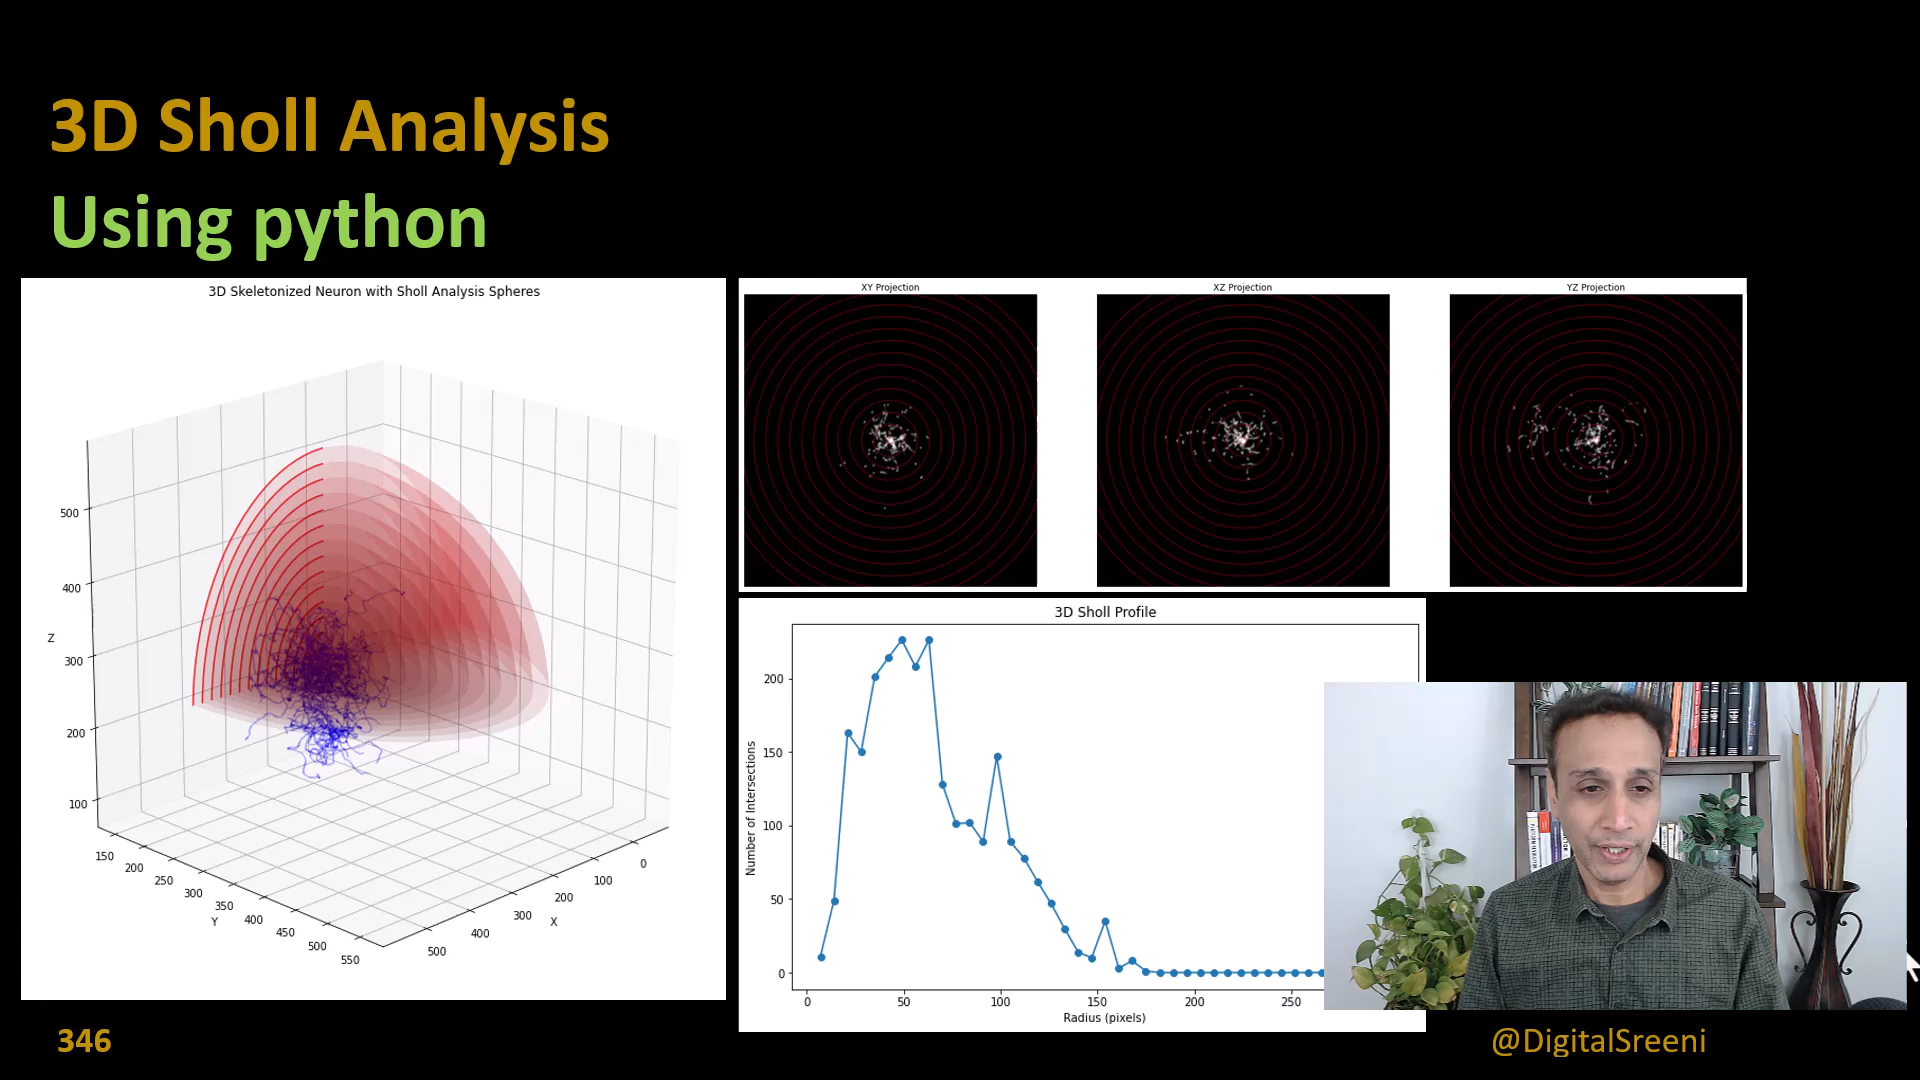 3D Sholl Analysis
Using python
3D Skeletonized Neuron with Sholl Analysis Spheres
500
400
Z
300
200
100
150
200
250
300
350
400
450
500
550
Y
0
100
200
300
400
500
X
XY Projection
XZ Projection
YZ Projection
3D Sholl Profile
Number of Intersections
200
150
100
50
0
0
50
100
150
200
250
Radius (pixels)
346
@DigitalSreeni